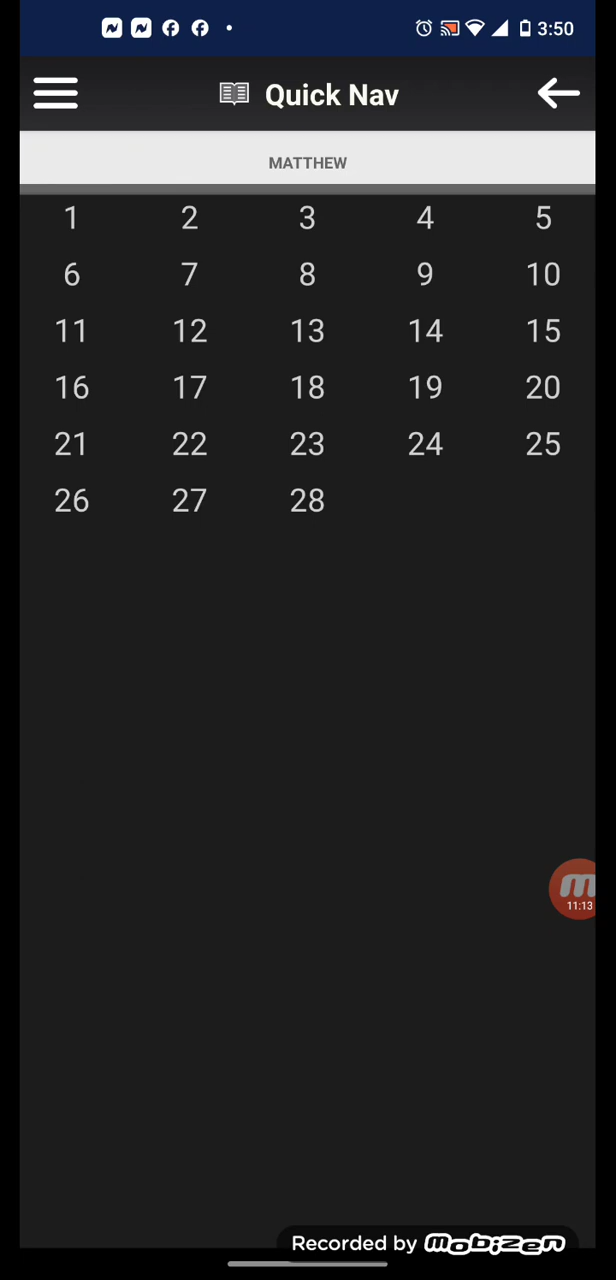 3:50
Quick Nav
MATTHEW
1 2 3 4 5
6 7 8 9 10
11 12 13 14 15
16 17 18 19 20
21 22 23 24 25
26 27 28
11:13
Recorded by mobizen